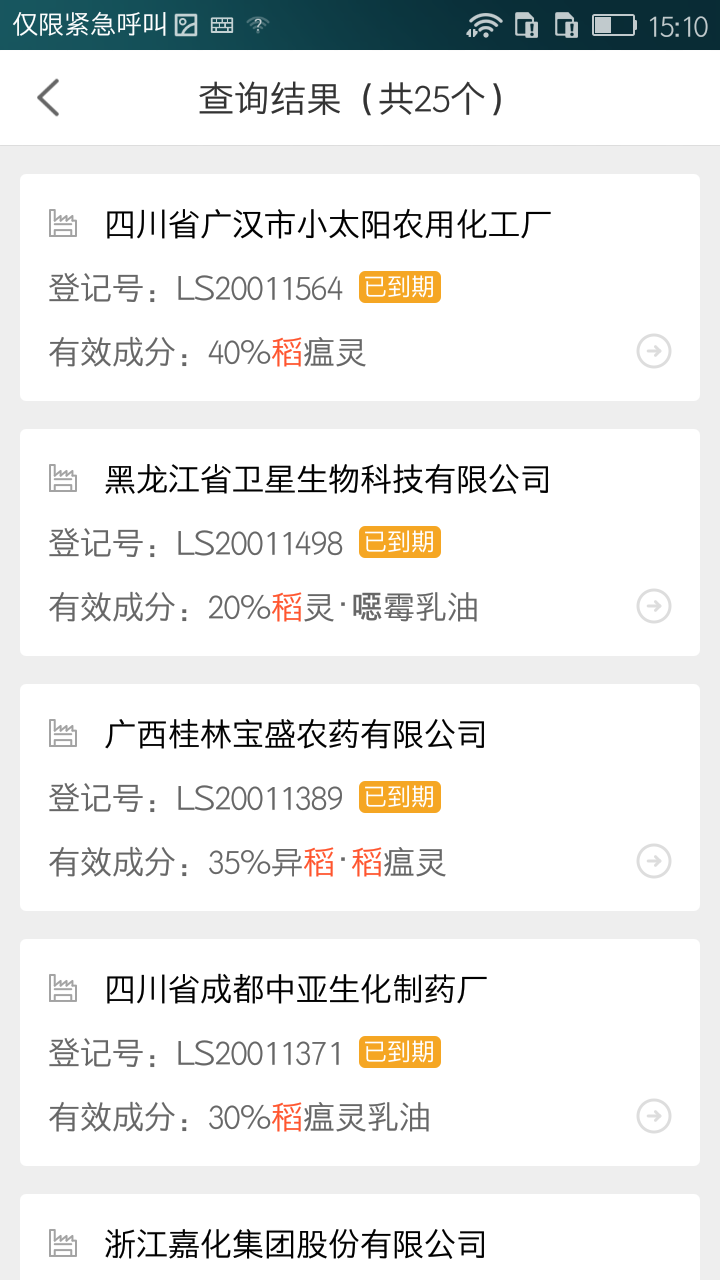 仅限紧急呼叫 15:10
查询结果（共25个）
四川省广汉市小太阳农用化工厂
登记号：LS20011564 已到期
有效成分：40%稻瘟灵
黑龙江省卫星生物科技有限公司
登记号：LS20011498 已到期
有效成分：20%稻灵·噁霉乳油
广西桂林宝盛农药有限公司
登记号：LS20011389 已到期
有效成分：35%异稻·稻瘟灵
四川省成都中亚生化制药厂
登记号：LS20011371 已到期
有效成分：30%稻瘟灵乳油
浙江嘉化集团股份有限公司